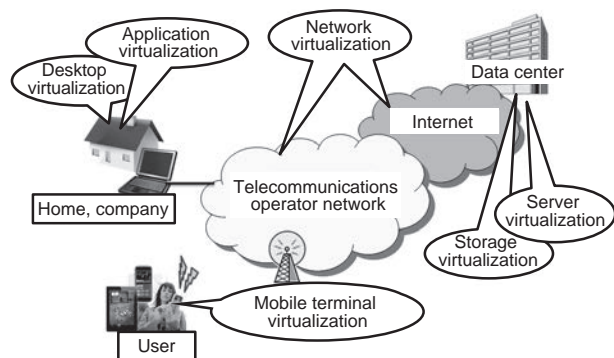 Application
virtualization
Desktop
virtualization
Network
virtualization
Data center
Internet
Telecommunications
operator network
Home, company
Server
virtualization
Storage
virtualization
Mobile terminal
virtualization
User